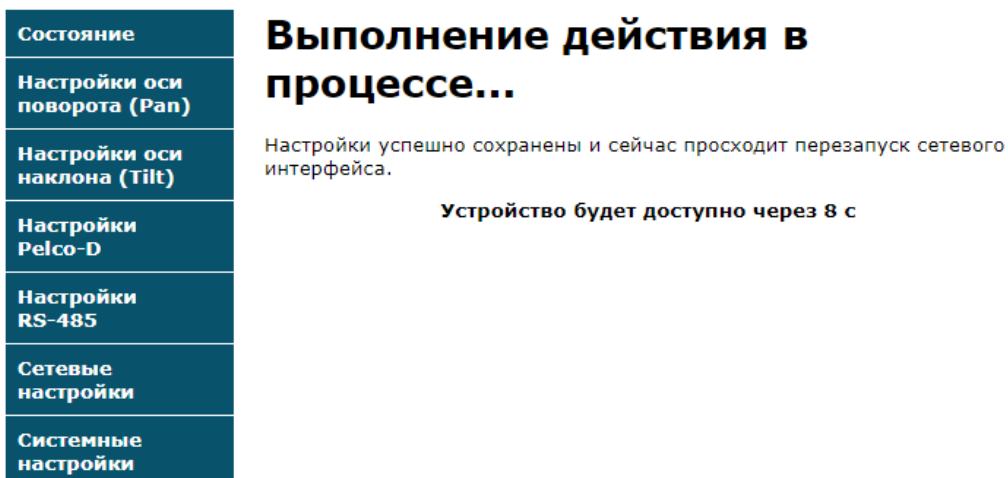 Состояние
Настройки оси
поворота (Pan)
Настройки оси
наклона (Tilt)
Настройки
Pelco-D
Настройки
RS-485
Сетевые
настройки
Системные
настройки
Выполнение действия в
процессе...
Настройки успешно сохранены и сейчас просходит перезапуск сетевого
интерфейса.
Устройство будет доступно через 8 с